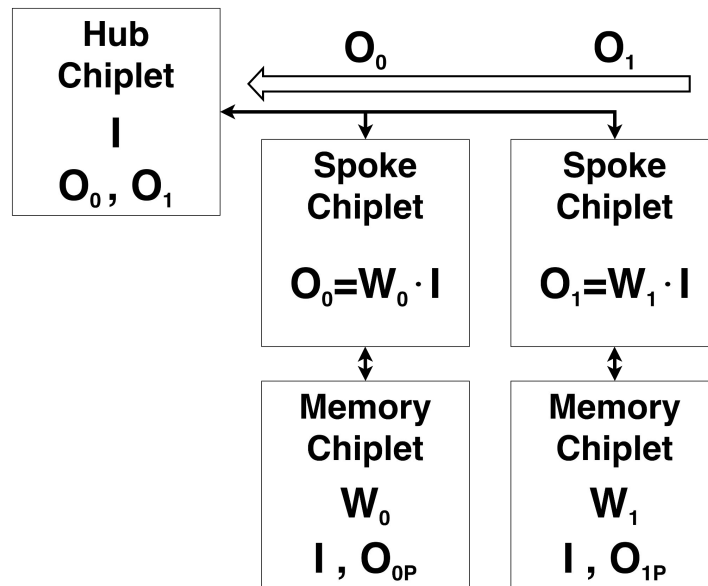 Hub
Chiplet
I
O₀ , O₁
O₀
O₁
Spoke
Chiplet
O₀=W₀·I
Spoke
Chiplet
O₁=W₁·I
Memory
Chiplet
W₀
I , O₀P
Memory
Chiplet
W₁
I , O₁P